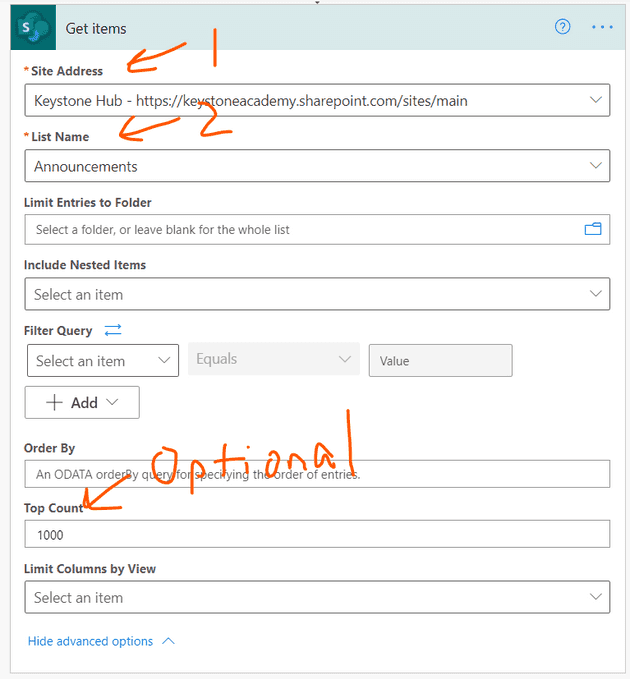 Get items
1
* Site Address
Keystone Hub - https://keystoneacademy.sharepoint.com/sites/main
2
* List Name
Announcements
Limit Entries to Folder
Select a folder, or leave blank for the whole list
Include Nested Items
Select an item
Filter Query
Select an item Equals Value
+ Add
Order By
Optional
An ODATA orderBy query for specifying the order of entries.
Top Count
1000
Limit Columns by View
Select an item
Hide advanced options